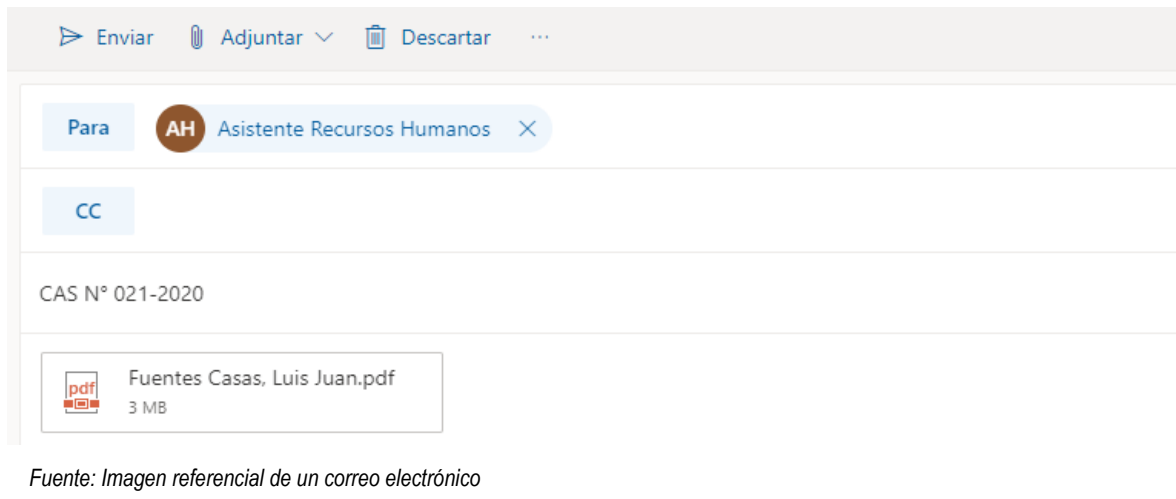 Enviar Adjuntar Descartar ...
Para AH Asistente Recursos Humanos
CC
CAS N° 021-2020
pdf Fuentes Casas, Luis Juan.pdf
3 MB
Fuente: Imagen referencial de un correo electrónico